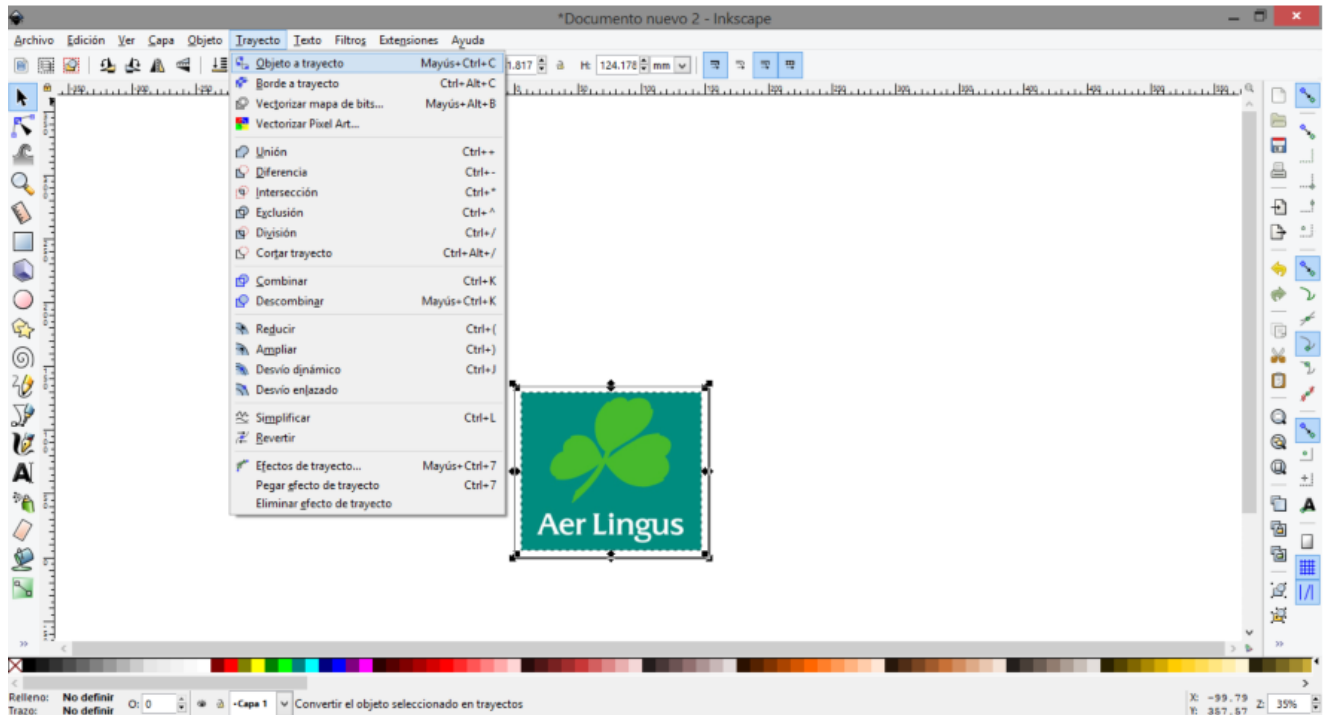 *Documento nuevo 2 - Inkscape
Archivo Edición Ver Capa Objeto Trayecto Texto Filtros Extensiones Ayuda
1.817 H: 124.178 mm
Objeto a trayecto Mayús+Ctrl+C
Borde a trayecto Ctrl+Alt+C
Vectorizar mapa de bits... Mayús+Alt+B
Vectorizar Pixel Art...
Unión Ctrl++
Diferencia Ctrl+-
Intersección Ctrl+*
Exclusión Ctrl+^
División Ctrl+/
Cortar trayecto Ctrl+Alt+/
Combinar Ctrl+K
Descombinar Mayús+Ctrl+K
Reducir Ctrl+(
Ampliar Ctrl+)
Desvío dinámico Ctrl+J
Desvío enlazado
Simplificar Ctrl+L
Revertir
Efectos de trayecto... Mayús+Ctrl+7
Pegar efecto de trayecto Ctrl+7
Eliminar efecto de trayecto
Aer Lingus
Relleno: No definir
Trazo: No definir
O: 0 -Capa 1 Convertir el objeto seleccionado en trayectos
X: -99.79
Y: 357.57
Z: 35%